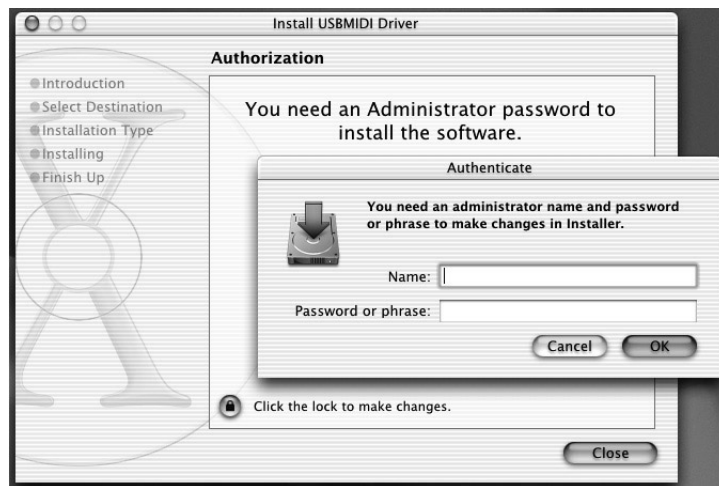 Install USBMIDI Driver
Authorization
Introduction
Select Destination
Installation Type
Installing
Finish Up
You need an Administrator password to
install the software.
Authenticate
You need an administrator name and password
or phrase to make changes in Installer.
Name:
Password or phrase:
Cancel
OK
Click the lock to make changes.
Close